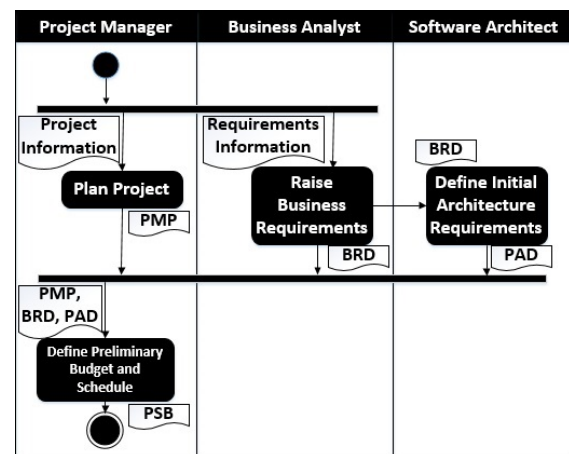 Project Manager
Business Analyst
Software Architect
Project
Information
Requirements
Information
BRD
Plan Project
Raise
Business
Requirements
Define Initial
Architecture
Requirements
PMP
BRD
PAD
PMP,
BRD, PAD
Define Preliminary
Budget and
Schedule
PSB